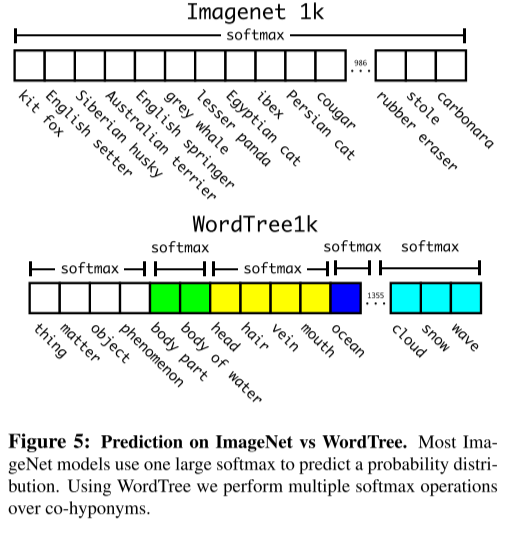 Imagenet 1k
softmax
986
...
kit fox
English setter
Siberian husky
Australian terrier
English springer
grey whale
lesser panda
Egyptian cat
ibex
Persian cat
cougar
rubber eraser
stole
carbonara
WordTree1k
softmax softmax softmax
softmax softmax
1355
...
thing
matter
object
phenomenon
body part
body of water
head
hair
vein
mouth
ocean
cloud
snow
wave
Figure 5: Prediction on ImageNet vs WordTree. Most Ima-
geNet models use one large softmax to predict a probability distri-
bution. Using WordTree we perform multiple softmax operations
over co-hyponyms.